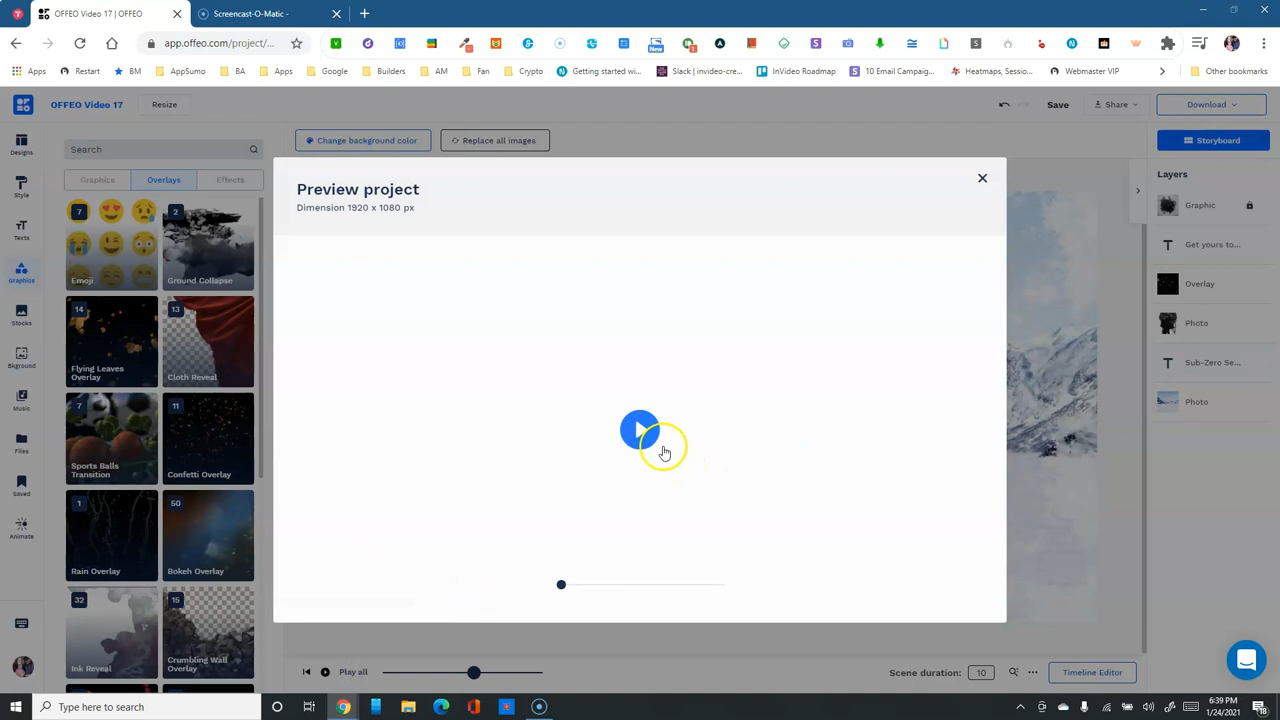 OFFEO Video 17 | OFFEO
Screencast-O-Matic -
app.offeo.com/project/...
New
1
Apps
Restart
BM
AppSumo
BA
Apps
Google
Builders
AM
Fan
Crypto
Getting started wi...
Slack | invideo-cre...
InVideo Roadmap
10 Email Campaig...
Heatmaps, Sessio...
Webmaster VIP
Other bookmarks
OFFEO Video 17
Resize
Save
Share
Download
Designs
Style
Texts
Graphics
Stocks
Bkground
Music
Files
Saved
Animate
Search
Graphics
Overlays
Effects
7
Emoji
2
Ground Collapse
14
Flying Leaves
Overlay
13
Cloth Reveal
7
Sports Balls
Transition
11
Confetti Overlay
1
Rain Overlay
50
Bokeh Overlay
32
Ink Reveal
15
Crumbling Wall
Overlay
Change background color
Replace all images
Preview project
Dimension 1920 x 1080 px
Storyboard
Layers
Graphic
Get yours to...
Overlay
Photo
Sub-Zero Se...
Photo
Play all
Scene duration:
10
Timeline Editor
Type here to search
6:39 PM
1/24/2021
18